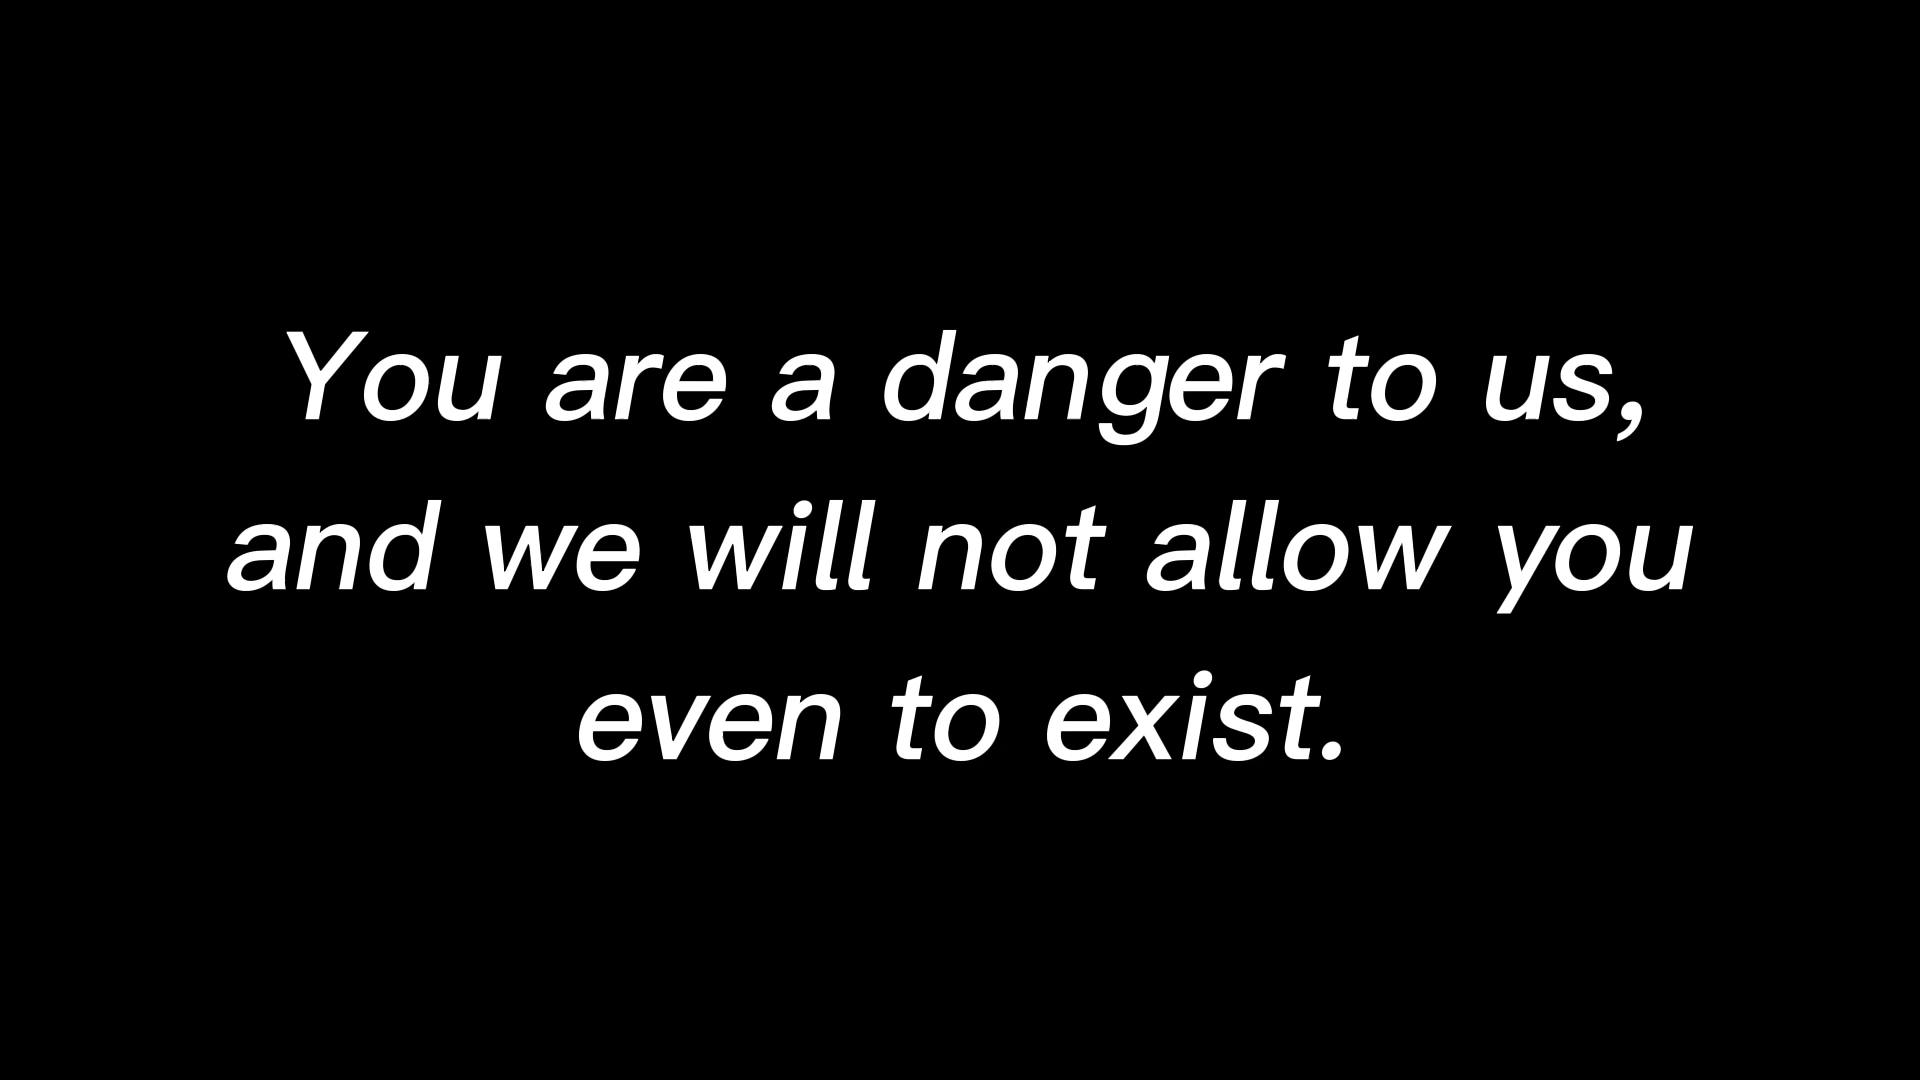 You are a danger to us,
and we will not allow you
even to exist.